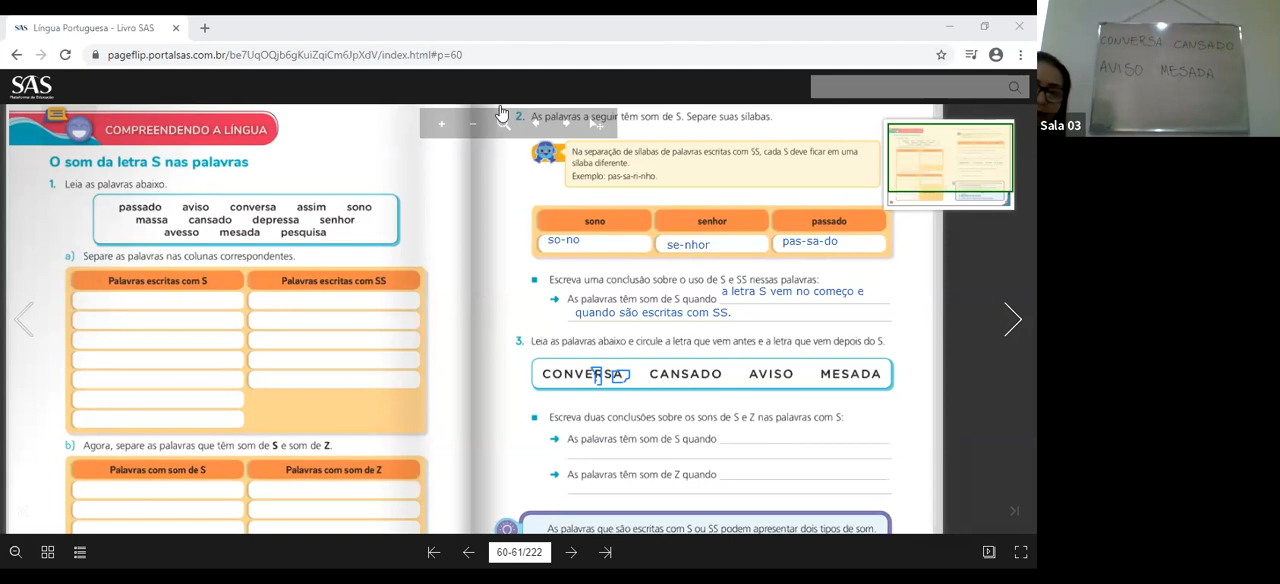 SAS Língua Portuguesa - Livro SAS
pageflip.portalsas.com.br/be7UqOQjb6gKuiZqiCm6JpXdV/index.html#p=60
SAS
Plataforma de Educação
COMPREENDENDO A LÍNGUA
O som da letra S nas palavras
1. Leia as palavras abaixo.
passado aviso conversa assim sono
massa cansado depressa senhor
avesso mesada pesquisa
a) Separe as palavras nas colunas correspondentes.
Palavras escritas com S Palavras escritas com SS
b) Agora, separe as palavras que têm som de S e som de Z.
Palavras com som de S Palavras com som de Z
2. As palavras a seguir têm som de S. Separe suas sílabas.
Na separação de sílabas de palavras escritas com SS, cada S deve ficar em uma
sílaba diferente.
Exemplo: pas-sa-ri-nho.
sono senhor passado
so-no se-nhor pas-sa-do
Escreva uma conclusão sobre o uso de S e SS nessas palavras:
As palavras têm som de S quando a letra S vem no começo e
quando são escritas com SS.
3. Leia as palavras abaixo e circule a letra que vem antes e a letra que vem depois do S.
CONVERSA CANSADO AVISO MESADA
Escreva duas conclusões sobre os sons de S e Z nas palavras com S:
As palavras têm som de S quando
As palavras têm som de Z quando
As palavras que são escritas com S ou SS podem apresentar dois tipos de som.
60-61/222
CONVERSA CANSADO
AVISO MESADA
Sala 03